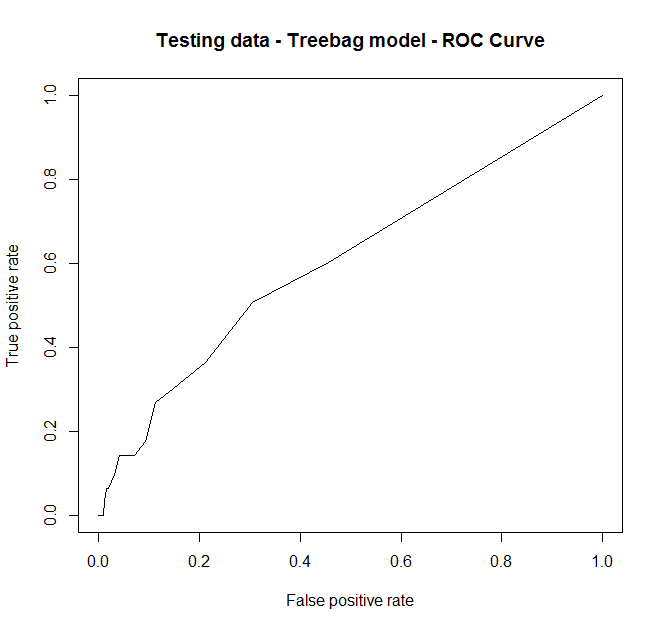 Testing data - Treebag model - ROC Curve
True positive rate
1.0
0.8
0.6
0.4
0.2
0.0
0.0 0.2 0.4 0.6 0.8 1.0
False positive rate